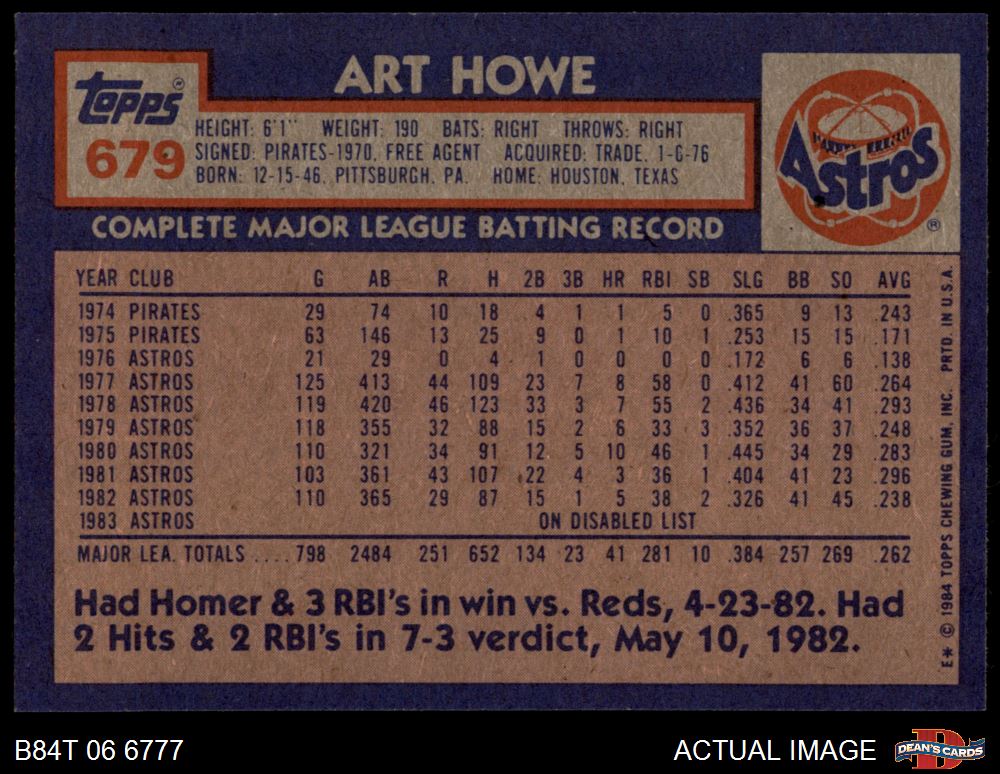 ART HOWE
Topps®
679
HEIGHT: 6'1" WEIGHT: 190 BATS: RIGHT THROWS: RIGHT
SIGNED: PIRATES-1970, FREE AGENT ACQUIRED: TRADE, 1-6-76
BORN: 12-15-46, PITTSBURGH, PA. HOME: HOUSTON, TEXAS
Astros
®
COMPLETE MAJOR LEAGUE BATTING RECORD
YEAR CLUB G AB R H 2B 3B HR RBI SB SLG BB SO AVG
1974 PIRATES 29 74 10 18 4 1 1 5 0 .365 9 13 .243
1975 PIRATES 63 146 13 25 9 0 1 10 1 .253 15 15 .171
1976 ASTROS 21 29 0 4 1 0 0 0 0 .172 6 6 .138
1977 ASTROS 125 413 44 109 23 7 8 58 0 .412 41 60 .264
1978 ASTROS 119 420 46 123 33 3 7 55 2 .436 34 41 .293
1979 ASTROS 118 355 32 88 15 2 6 33 3 .352 36 37 .248
1980 ASTROS 110 321 34 91 12 5 10 46 1 .445 34 29 .283
1981 ASTROS 103 361 43 107 22 4 3 36 1 .404 41 23 .296
1982 ASTROS 110 365 29 87 15 1 5 38 2 .326 41 45 .238
1983 ASTROS ON DISABLED LIST
MAJOR LEA. TOTALS ....798 2484 251 652 134 23 41 281 10 .384 257 269 .262
Had Homer & 3 RBI's in win vs. Reds, 4-23-82. Had
2 Hits & 2 RBI's in 7-3 verdict, May 10, 1982.
E* © 1984 TOPPS CHEWING GUM, INC. PRTD. IN U.S.A.
B84T 06 6777
ACTUAL IMAGE
DEAN'S CARDS